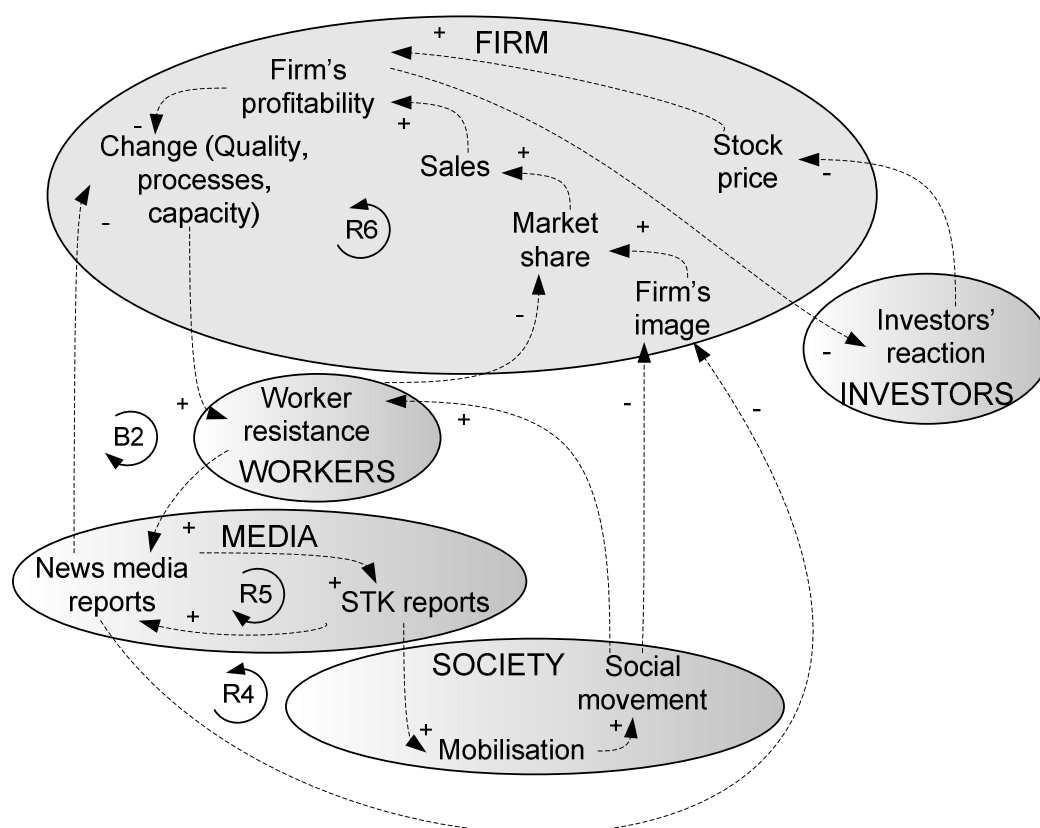 +
FIRM
Firm's
profitability
-
+
Change (Quality,
processes,
capacity)
-
Sales
+
Stock
price
-
R6
Market
share
+
Firm's
image
-
Investors'
reaction
-
INVESTORS
Worker
resistance
WORKERS
+
+
-
-
B2
+
MEDIA
News media
reports
R5
+
STK reports
+
R4
SOCIETY
Social
movement
+
+
Mobilisation